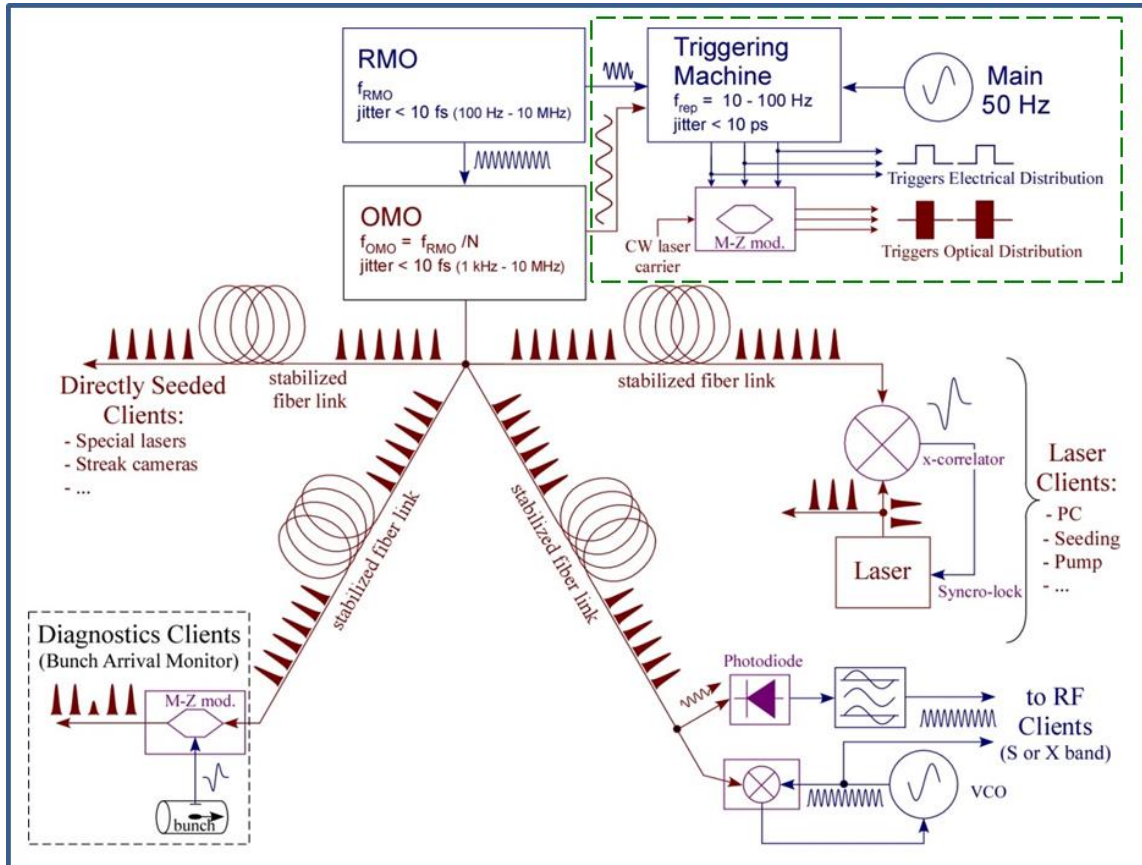 RMO
f_RMO
jitter < 10 fs (100 Hz - 10 MHz)
Triggering
Machine
f_rep = 10 - 100 Hz
jitter < 10 ps
Main
50 Hz
Triggers Electrical Distribution
OMO
f_OMO = f_RMO /N
jitter < 10 fs (1 kHz - 10 MHz)
M-Z mod.
CW laser
carrier
Triggers Optical Distribution
stabilized
fiber link
stabilized fiber link
Directly Seeded
Clients:
- Special lasers
- Streak cameras
- ...
x-correlator
Laser
Clients:
- PC
- Seeding
- Pump
- ...
Laser
Syncro-lock
stabilized fiber link
stabilized fiber link
Diagnostics Clients
(Bunch Arrival Monitor)
M-Z mod.
bunch
Photodiode
to RF
Clients
(S or X band)
VCO